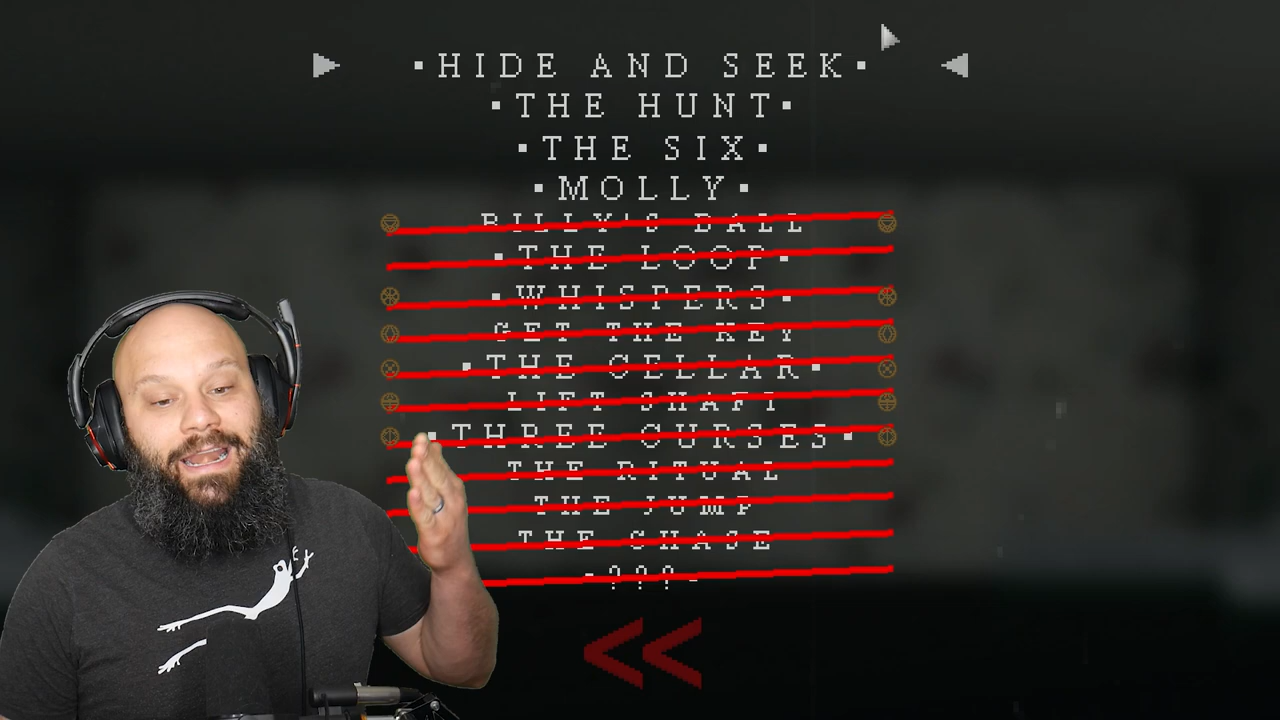 ▪HIDE AND SEEK▪
▪THE HUNT▪
▪THE SIX▪
▪MOLLY▪
BILLY'S BALL
▪THE LOOP▪
▪WHISPERS▪
GET THE KEY
▪THE CELLAR▪
LIFT SHAFT
▪THREE CURSES▪
THE RITUAL
THE JUMP
THE CHASE
-???-
<<